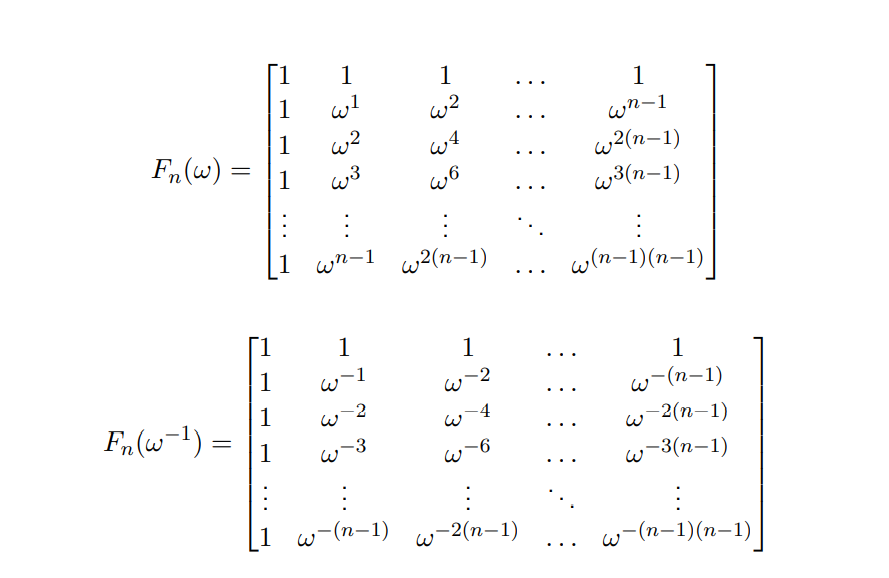 1 1 1 … 1
1 ω^1 ω^2 … ω^{n−1}
1 ω^2 ω^4 … ω^{2(n−1)}
F_n(ω) = 1 ω^3 ω^6 … ω^{3(n−1)}
⋮ ⋮ ⋮ ⋱ ⋮
1 ω^{n−1} ω^{2(n−1)} … ω^{(n−1)(n−1)}
1 1 1 … 1
1 ω^{−1} ω^{−2} … ω^{−(n−1)}
1 ω^{−2} ω^{−4} … ω^{−2(n−1)}
F_n(ω^{−1}) = 1 ω^{−3} ω^{−6} … ω^{−3(n−1)}
⋮ ⋮ ⋮ ⋱ ⋮
1 ω^{−(n−1)} ω^{−2(n−1)} … ω^{−(n−1)(n−1)}